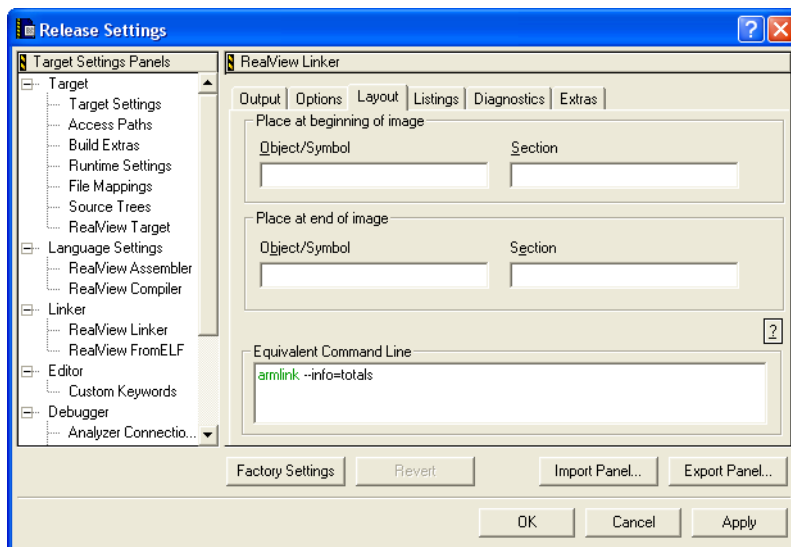 Release Settings
Target Settings Panels
Target
Target Settings
Access Paths
Build Extras
Runtime Settings
File Mappings
Source Trees
RealView Target
Language Settings
RealView Assembler
RealView Compiler
Linker
RealView Linker
RealView FromELF
Editor
Custom Keywords
Debugger
Analyzer Connectio...
RealView Linker
Output Options Layout Listings Diagnostics Extras
Place at beginning of image
Object/Symbol Section
Place at end of image
Object/Symbol Section
?
Equivalent Command Line
armlink --info=totals
Factory Settings Revert Import Panel... Export Panel...
OK Cancel Apply